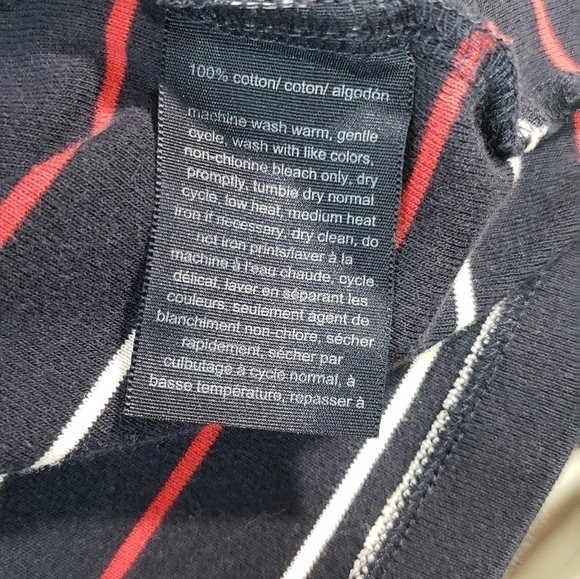 100% cotton/ coton/ algodón
machine wash warm, gentle
cycle, wash with like colors,
non-chlorine bleach only, dry
promptly, tumble dry normal
cycle, low heat, medium heat
iron if necessary, dry clean, do
not iron prints/laver à la
machine à l'eau chaude, cycle
délicat, laver en séparant les
couleurs, seulement agent de
blanchiment non-chlore, sécher
rapidement, sécher par
culbutage à cycle normal, à
basse température, repasser à